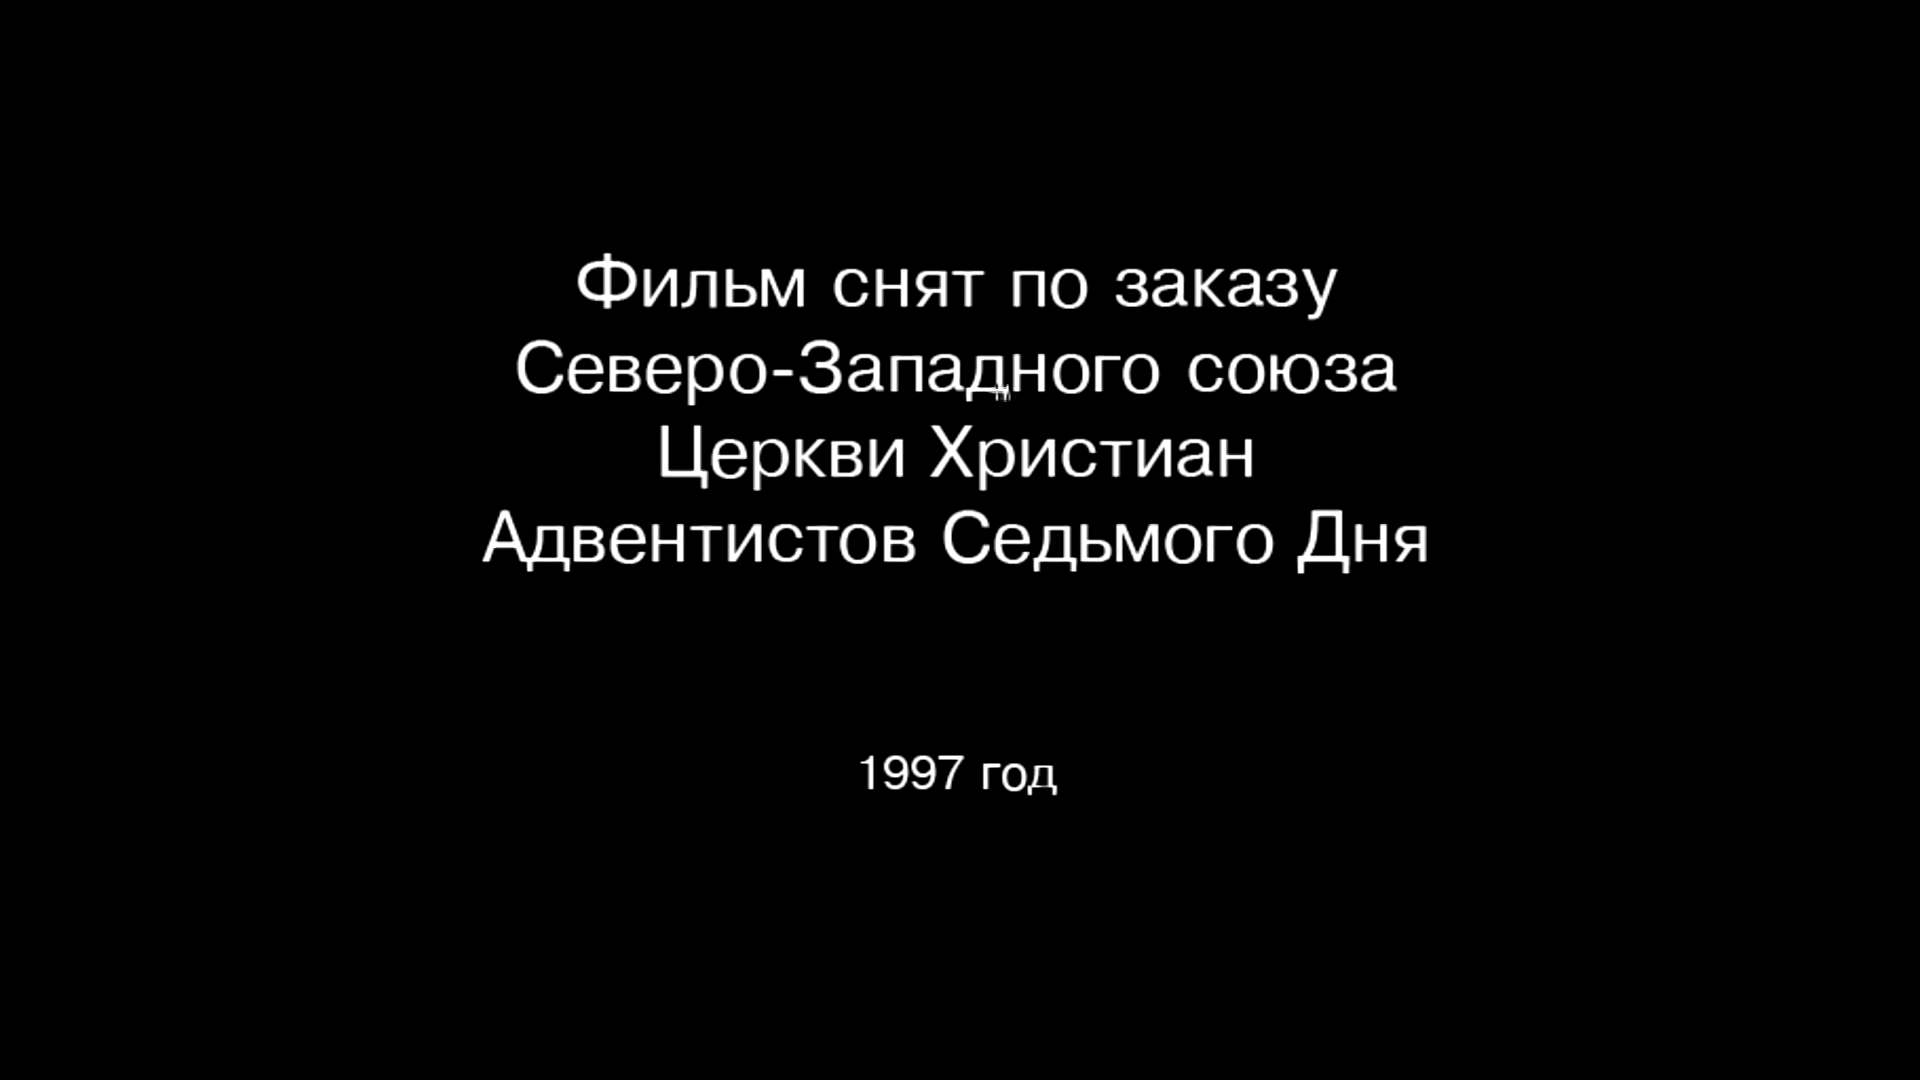 Фильм снят по заказу
Северо-Западного союза
Церкви Христиан
Адвентистов Седьмого Дня
1997 год